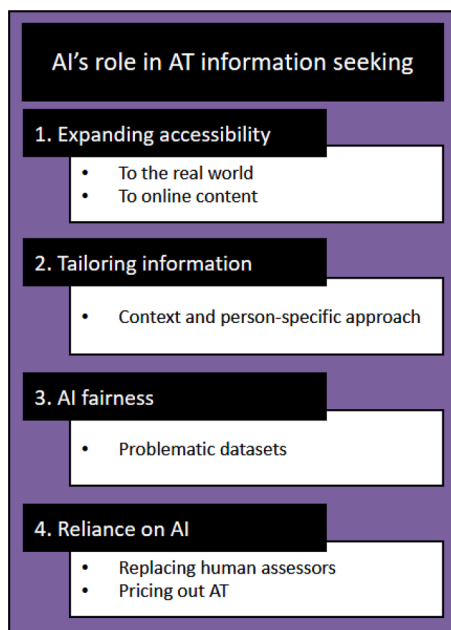 AI's role in AT information seeking
1. Expanding accessibility
• To the real world
• To online content
2. Tailoring information
• Context and person-specific approach
3. AI fairness
• Problematic datasets
4. Reliance on AI
• Replacing human assessors
• Pricing out AT